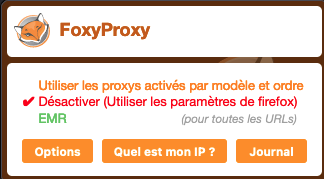 FoxyProxy
Utiliser les proxys activés par modèle et ordre
✔ Désactiver (Utiliser les paramètres de firefox)
EMR (pour toutes les URLs)
Options Quel est mon IP ? Journal